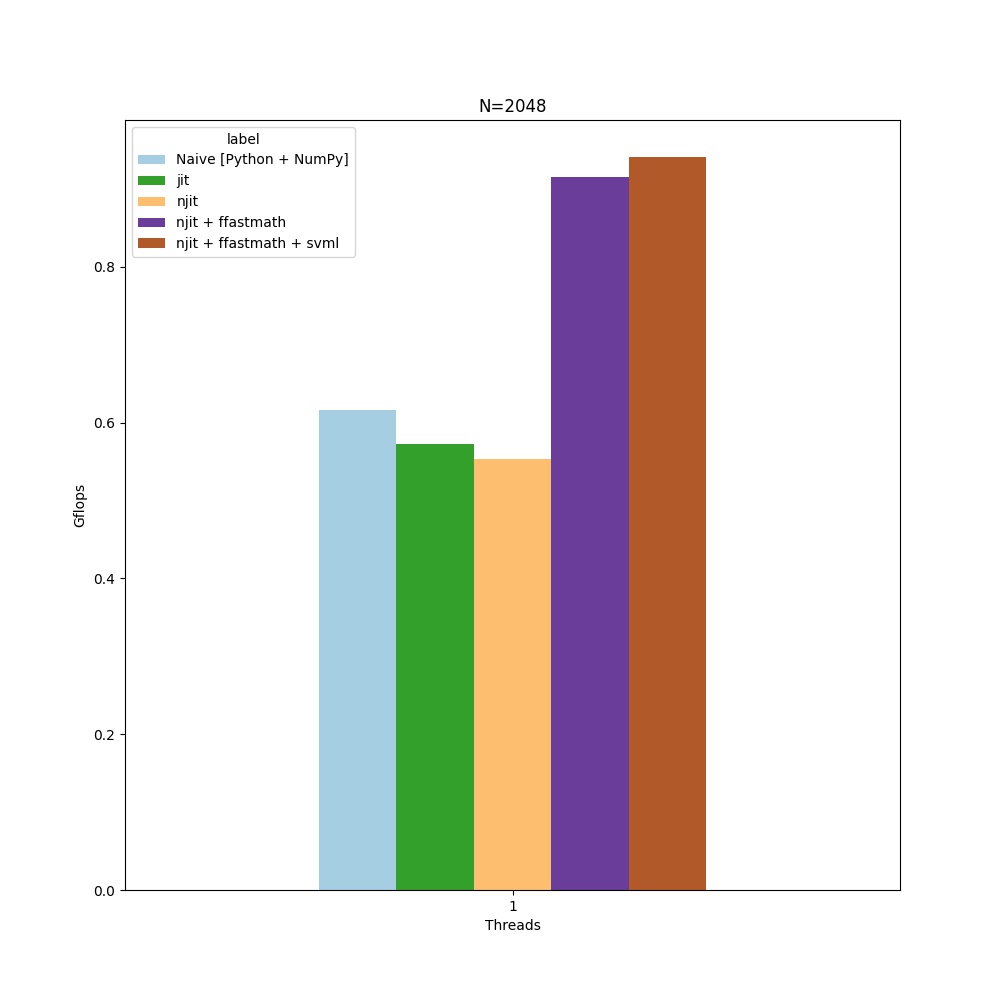 N=2048
label
Naive [Python + NumPy]
jit
njit
njit + ffastmath
njit + ffastmath + svml
0.8
0.6
0.4
0.2
0.0
Gflops
1
Threads